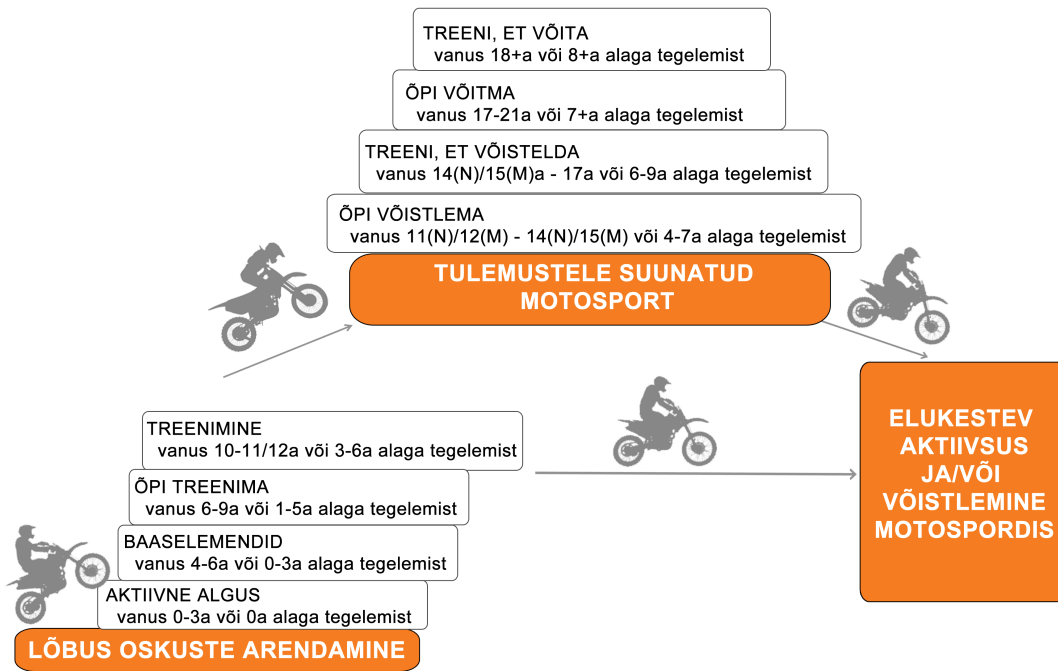 TREENI, ET VÕITA
vanus 18+a või 8+a alaga tegelemist
ÕPI VÕITMA
vanus 17-21a või 7+a alaga tegelemist
TREENI, ET VÕISTELDA
vanus 14(N)/15(M)a - 17a või 6-9a alaga tegelemist
ÕPI VÕISTLEMA
vanus 11(N)/12(M) - 14(N)/15(M) või 4-7a alaga tegelemist
TULEMUSTELE SUUNATUD
MOTOSPORT
TREENIMINE
vanus 10-11/12a või 3-6a alaga tegelemist
ÕPI TREENIMA
vanus 6-9a või 1-5a alaga tegelemist
BAASELEMENDID
vanus 4-6a või 0-3a alaga tegelemist
AKTIIVNE ALGUS
vanus 0-3a või 0a alaga tegelemist
LÕBUS OSKUSTE ARENDAMINE
ELUKESTEV
AKTIIVSUS
JA/VÕI
VÕISTLEMINE
MOTOSPORDIS